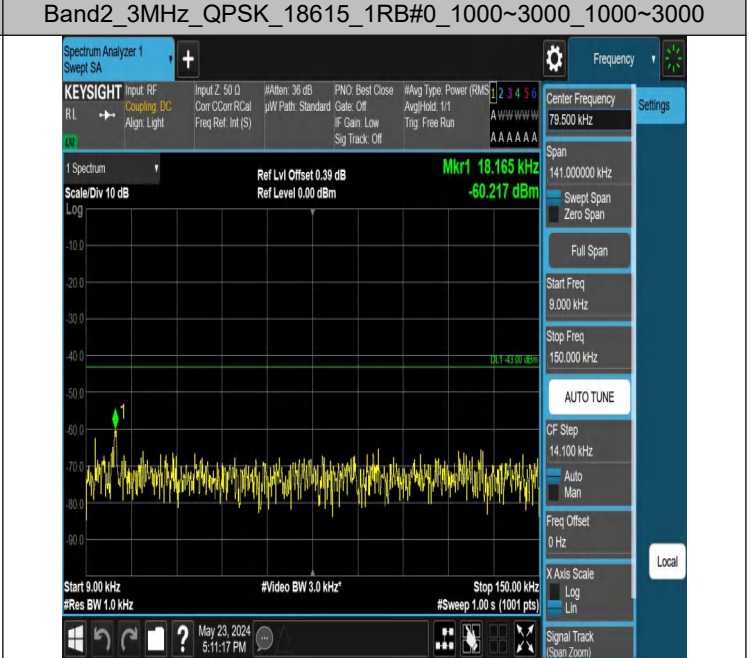 Band2_3MHz_QPSK_18615_1RB#0_1000~3000_1000~3000
Spectrum Analyzer 1
Swept SA
+
Frequency
KEYSIGHT
RL
Input: RF
Coupling: DC
Align: Light
Input Z: 50 Ω
Corr CCorr RCal
Freq Ref: Int (S)
#Atten: 36 dB
µW Path: Standard
PNO: Best Close
Gate: Off
IF Gain: Low
Sig Track: Off
#Avg Type: Power (RMS
Avg|Hold: 1/1
Trig: Free Run
1 2 3 4 5 6
A W W W W W
A A A A A A
1 Spectrum
Scale/Div 10 dB
Ref Lvl Offset 0.39 dB
Ref Level 0.00 dBm
Mkr1 18.165 kHz
-60.217 dBm
Log
-10.0
-20.0
-30.0
-40.0
DL1 -43.00 dBm
-50.0
1
-60.0
-70.0
-80.0
-90.0
Start 9.00 kHz
#Video BW 3.0 kHz*
Stop 150.00 kHz
#Res BW 1.0 kHz
#Sweep 1.00 s (1001 pts)
?
May 23, 2024
5:11:17 PM
Center Frequency
79.500 kHz
Settings
Span
141.000000 kHz
Swept Span
Zero Span
Full Span
Start Freq
9.000 kHz
Stop Freq
150.000 kHz
AUTO TUNE
CF Step
14.100 kHz
Auto
Man
Freq Offset
0 Hz
Local
X Axis Scale
Log
Lin
Signal Track
(Span Zoom)